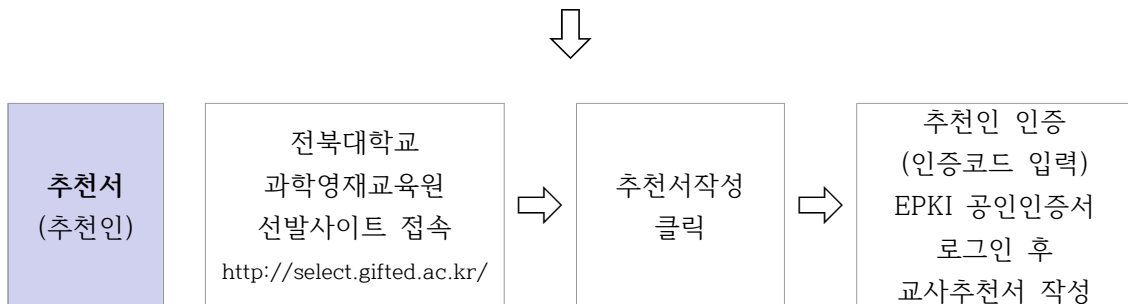 추천서
(추천인)
전북대학교
과학영재교육원
선발사이트 접속
http://select.gifted.ac.kr/
추천서작성
클릭
추천인 인증
(인증코드 입력)
EPKI 공인인증서
로그인 후
교사추천서 작성